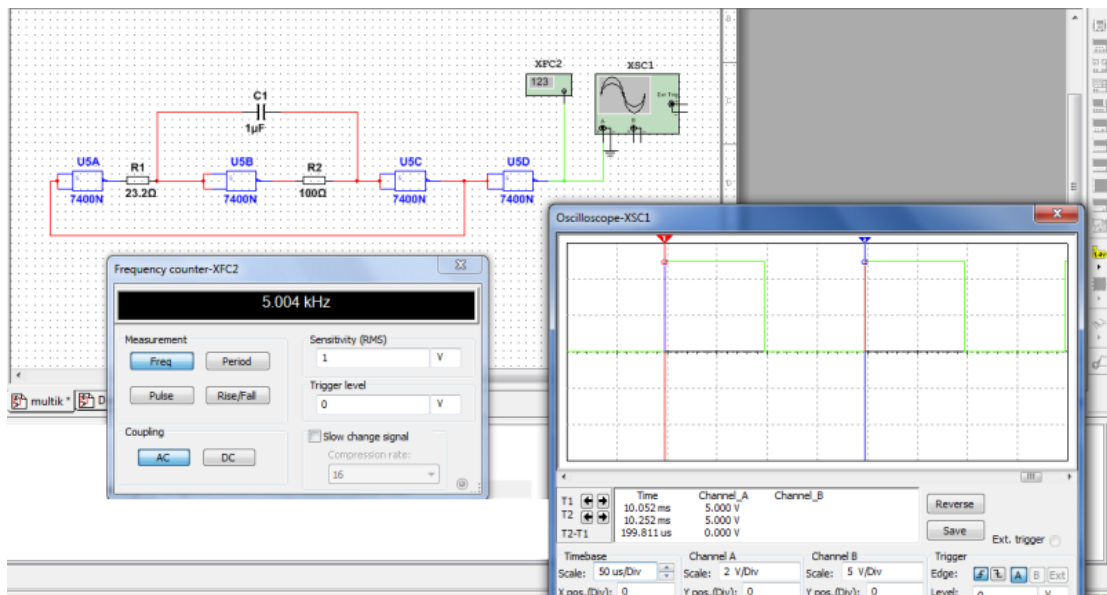 XFC2
XSC1
123
Ext Trig
A
B
C1
1µF
U5A
R1
U5B
R2
U5C
U5D
7400N
23.2Ω
7400N
100Ω
7400N
7400N
Frequency counter-XFC2
5.004 kHz
Measurement
Freq
Period
Pulse
Rise/Fall
Coupling
AC
DC
Sensitivity (RMS)
1
V
Trigger level
0
V
Slow change signal
Compression rate:
16
multik *
D
Oscilloscope-XSC1
1
2
T1
T2
T2-T1
Time Channel_A Channel_B
10.052 ms 5.000 V
10.252 ms 5.000 V
199.811 us 0.000 V
Reverse
Save
Ext. trigger
Timebase
Scale: 50 us/Div
X pos.(Div): 0
Channel A
Scale: 2 V/Div
Y pos.(Div): 0
Channel B
Scale: 5 V/Div
Y pos.(Div): 0
Trigger
Edge: A B Ext
Level: 0 V